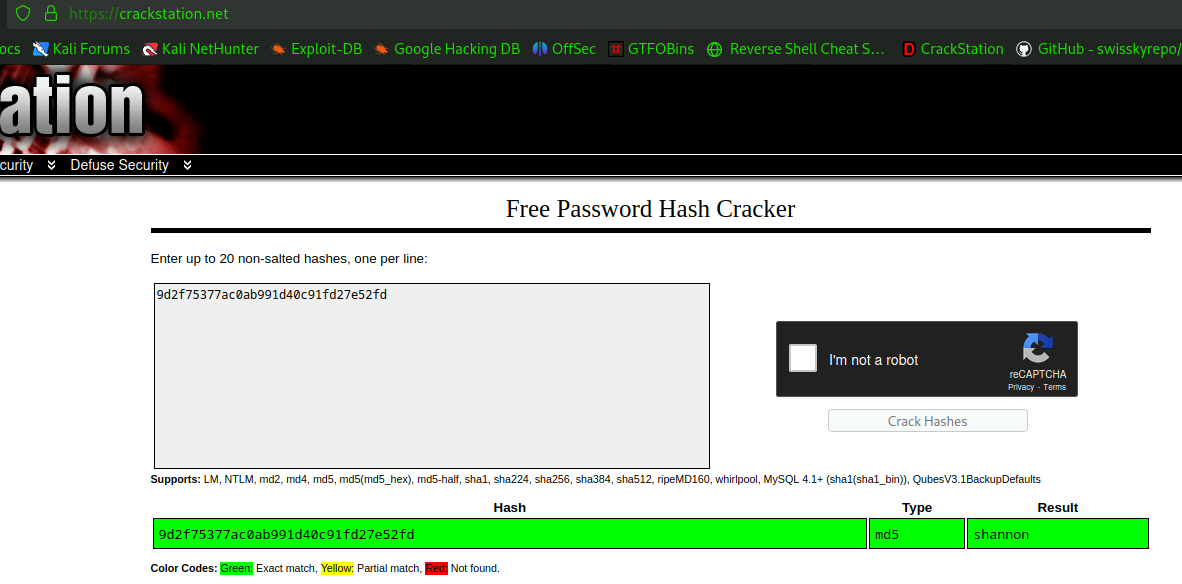 https://crackstation.net
ocs Kali Forums Kali NetHunter Exploit-DB Google Hacking DB OffSec GTFOBins Reverse Shell Cheat S... CrackStation GitHub - swisskyrepo/
ation
curity Defuse Security
Free Password Hash Cracker
Enter up to 20 non-salted hashes, one per line:
9d2f75377ac0ab991d40c91fd27e52fd
I'm not a robot
reCAPTCHA
Privacy - Terms
Crack Hashes
Supports: LM, NTLM, md2, md4, md5, md5(md5_hex), md5-half, sha1, sha224, sha256, sha384, sha512, ripeMD160, whirlpool, MySQL 4.1+ (sha1(sha1_bin)), QubesV3.1BackupDefaults
Hash Type Result
9d2f75377ac0ab991d40c91fd27e52fd md5 shannon
Color Codes: Green: Exact match, Yellow: Partial match, Red: Not found.